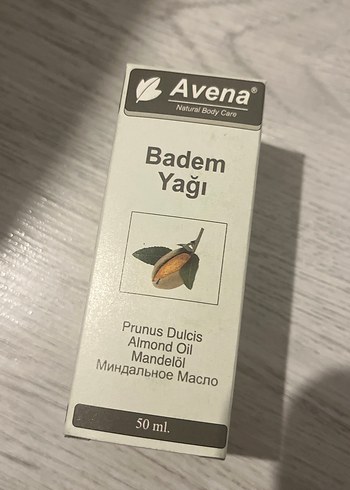 Avena®
Natural Body Care
Badem
Yağı
Prunus Dulcis
Almond Oil
Mandelöl
Миндальное Масло
50 ml.